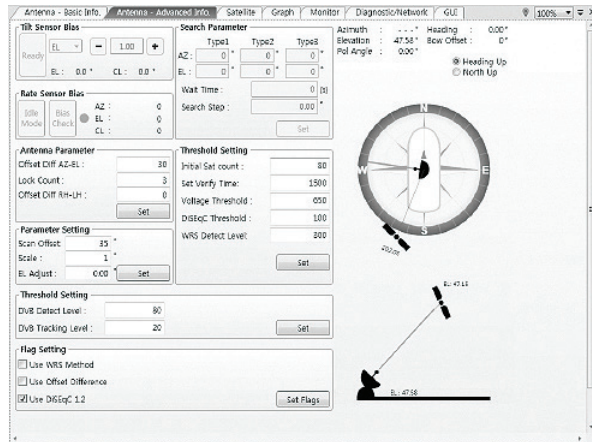 Antenna - Basic Info. Antenna - Advanced Info. Satellite Graph Monitor Diagnostic/Network GUI 100%
Tilt Sensor Bias
Ready EL - 1.00 +
EL : 0.0 ° CL : 0.0 °
Rate Sensor Bias
Idle Mode Bias Check
AZ : 0
EL : 0
CL : 0
Antenna Parameter
Offset Diff AZ-EL : 30
Lock Count : 3
Offset Diff RH-LH : 0
Set
Parameter Setting
Scan Offset 35 °
Scale : 1 °
EL Adjust : 0.00 ° Set
Threshold Setting
DVB Detect Level : 80
DVB Tracking Level : 20 Set
Flag Setting
Use WRS Method
Use Offset Difference
Use DiSEqC 1.2 Set Flags
Search Parameter
Type1 Type2 Type3
AZ : 0 ° 0 ° 0 °
EL : 0 ° 0 ° 0 °
Wait Time : 0 [s]
Search Step : 0.00 °
Set
Threshold Setting
Initial Sat count : 80
Set Verify Time: 1500
Voltage Threshold : 650
DiSEqC Threshold : 100
WRS Detect Level: 300
Set
Azimuth : - - - ° Heading : 0.00°
Elevation : 47.58° Bow Offset : 0°
Pol Angle : 0.00°
Heading Up
North Up
N
W E
S
202.08
EL: 47.15
EL: 47.58